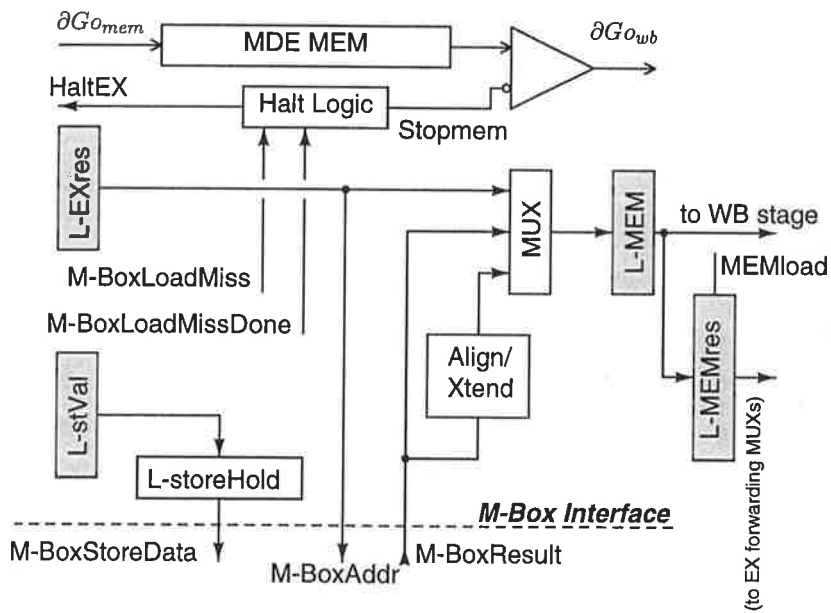 ∂Go_mem
MDE MEM
∂Go_wb
HaltEX
Halt Logic
Stopmem
L-EXres
MUX
L-MEM
to WB stage
M-BoxLoadMiss
MEMload
M-BoxLoadMissDone
Align/
Xtend
L-MEMres
L-stVal
L-storeHold
(to EX forwarding MUXs)
M-Box Interface
M-BoxStoreData
M-BoxAddr
M-BoxResult